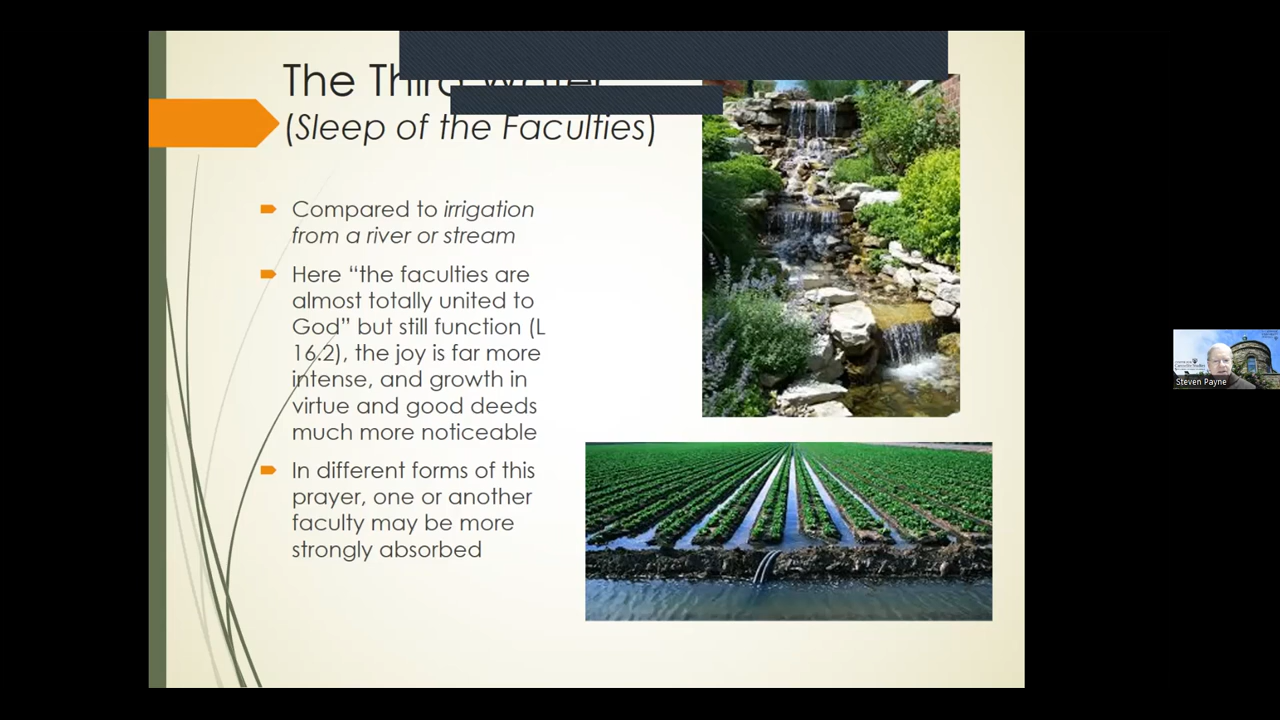 The Third Water
(Sleep of the Faculties)
Compared to irrigation
from a river or stream
Here “the faculties are
almost totally united to
God” but still function (L
16.2), the joy is far more
intense, and growth in
virtue and good deeds
much more noticeable
In different forms of this
prayer, one or another
faculty may be more
strongly absorbed
Steven Payne